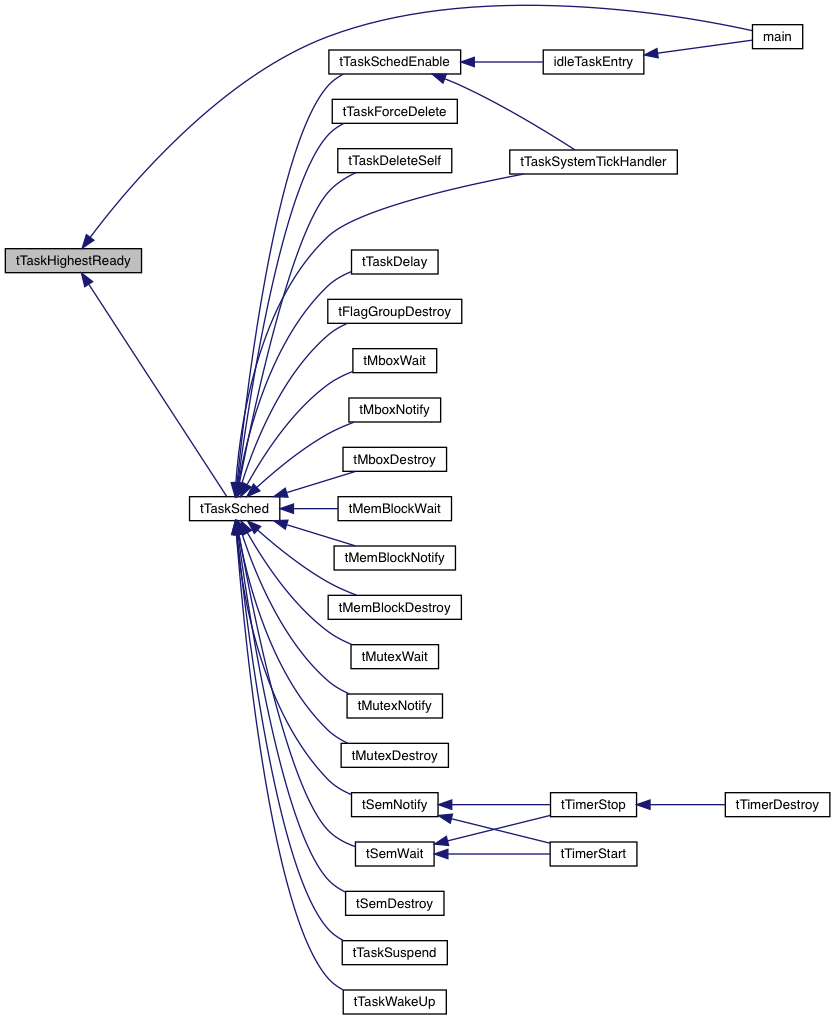 main
tTaskSchedEnable
idleTaskEntry
tTaskForceDelete
tTaskDeleteSelf
tTaskSystemTickHandler
tTaskHighestReady
tTaskDelay
tFlagGroupDestroy
tMboxWait
tMboxNotify
tMboxDestroy
tTaskSched
tMemBlockWait
tMemBlockNotify
tMemBlockDestroy
tMutexWait
tMutexNotify
tMutexDestroy
tSemNotify
tTimerStop
tTimerDestroy
tSemWait
tTimerStart
tSemDestroy
tTaskSuspend
tTaskWakeUp